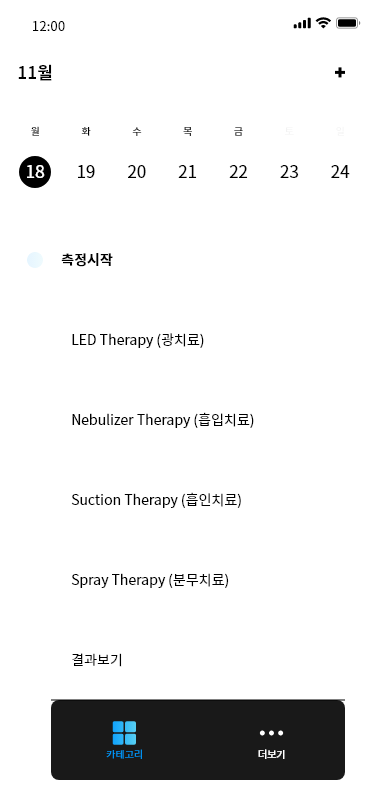 12:00
11월
월 화 수 목 금 토 일
18 19 20 21 22 23 24
측정시작
LED Therapy (광치료)
Nebulizer Therapy (흡입치료)
Suction Therapy (흡인치료)
Spray Therapy (분무치료)
결과보기
카테고리 더보기